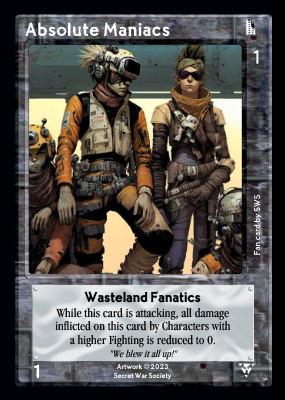 Absolute Maniacs
1
Fan card by SWS
Wasteland Fanatics
While this card is attacking, all damage
inflicted on this card by Characters with
a higher Fighting is reduced to 0.
"We blew it all up!"
Artwork © 2023
Secret War Society
1